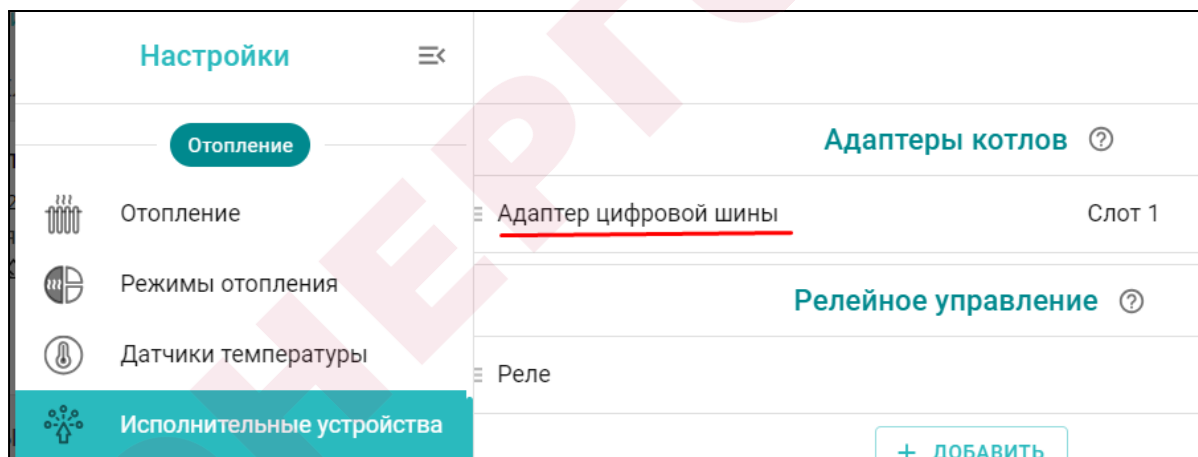 Настройки
Отопление
Отопление
Режимы отопления
Датчики температуры
Исполнительные устройства
Адаптеры котлов
Адаптер цифровой шины
Слот 1
Релейное управление
Реле
+ ДОБАВИТЬ